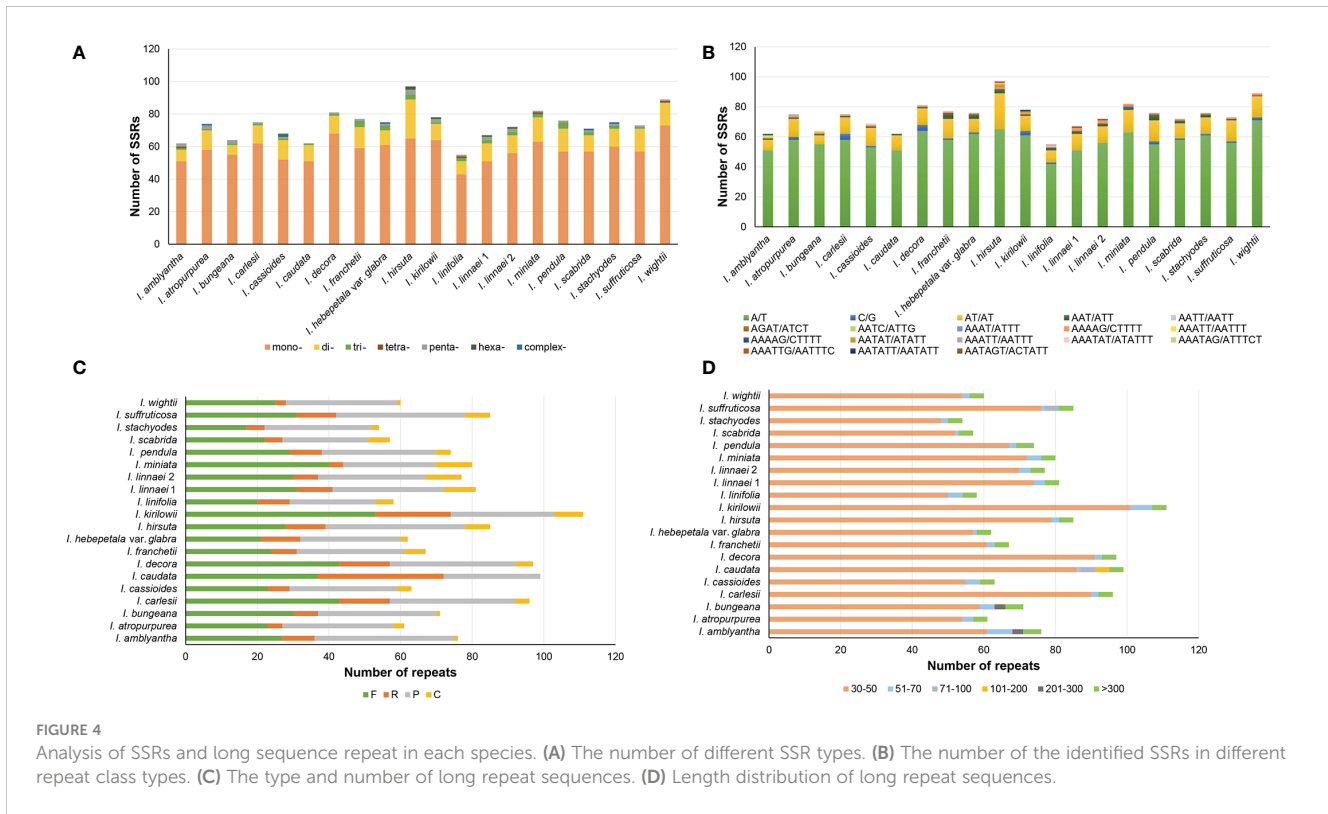 A
Number of SSRs
120
100
80
60
40
20
0
I. amblyantha
I. atropurpurea
I. bungeana
I. carlesii
I. cassioides
I. caudata
I. decora
I. franchetii
I. hebepetala var. glabra
I. hirsuta
I. kirilowii
I. linifolia
I. linnaei 1
I. linnaei 2
I. miniata
I. pendula
I. scabrida
I. stachyodes
I. suffruticosa
I. wightii
mono- di- tri- tetra- penta- hexa- complex-
B
Number of SSRs
120
100
80
60
40
20
0
I. amblyantha
I. atropurpurea
I. bungeana
I. carlesii
I. cassioides
I. caudata
I. decora
I. franchetii
I. hebepetala var. glabra
I. hirsuta
I. kirilowii
I. linifolia
I. linnaei 1
I. linnaei 2
I. miniata
I. pendula
I. scabrida
I. stachyodes
I. suffruticosa
I. wightii
A/T C/G AT/AT AAT/ATT AATT/AATT
AGAT/ATCT AATC/ATTG AAAT/ATTT AAAAG/CTTTT AAATT/AATTT
AAAAG/CTTTT AATAT/ATATT AAATT/AATTT AAATAT/ATATTT AAATAG/ATTTCT
AAATTG/AATTTC AATATT/AATATT AATAGT/ACTATT
C
I. wightii
I. suffruticosa
I. stachyodes
I. scabrida
I. pendula
I. miniata
I. linnaei 2
I. linnaei 1
I. linifolia
I. kirilowii
I. hirsuta
I. hebepetala var. glabra
I. franchetii
I. decora
I. caudata
I. cassioides
I. carlesii
I. bungeana
I. atropurpurea
I. amblyantha
0 20 40 60 80 100 120
Number of repeats
F R P C
D
I. wightii
I. suffruticosa
I. stachyodes
I. scabrida
I. pendula
I. miniata
I. linnaei 2
I. linnaei 1
I. linifolia
I. kirilowii
I. hirsuta
I. hebepetala var. glabra
I. franchetii
I. decora
I. caudata
I. cassioides
I. carlesii
I. bungeana
I. atropurpurea
I. amblyantha
0 20 40 60 80 100 120
Number of repeats
30-50 51-70 71-100 101-200 201-300 >300
FIGURE 4
Analysis of SSRs and long sequence repeat in each species. (A) The number of different SSR types. (B) The number of the identified SSRs in different
repeat class types. (C) The type and number of long repeat sequences. (D) Length distribution of long repeat sequences.